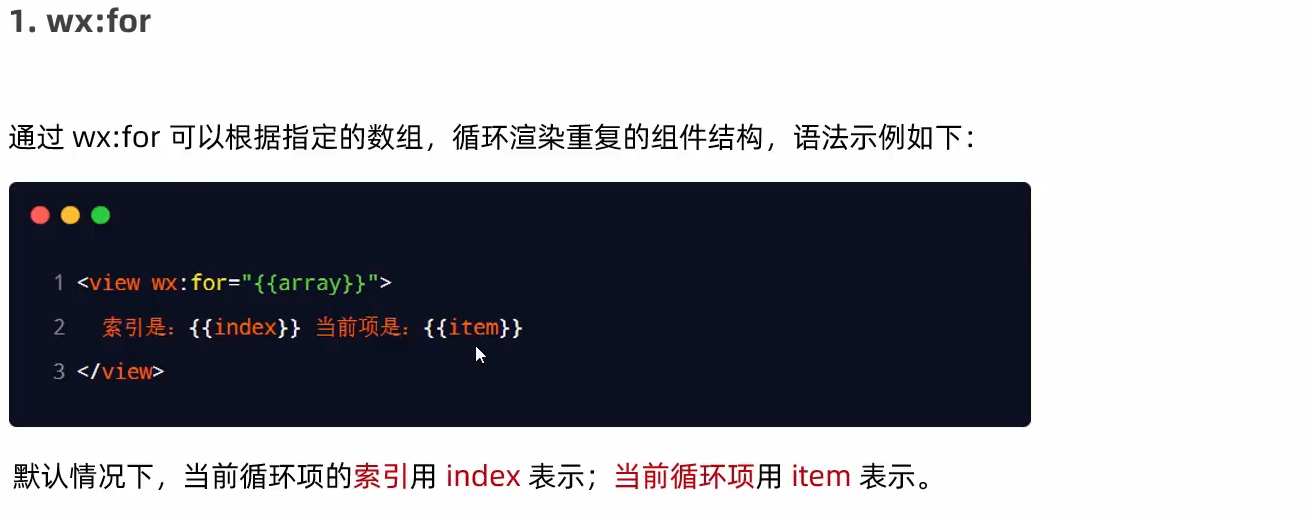 1. wx:for
通过 wx:for 可以根据指定的数组，循环渲染重复的组件结构，语法示例如下：
1 <view wx:for="{{array}}">
2 索引是：{{index}} 当前项是：{{item}}
3 </view>
默认情况下，当前循环项的索引用 index 表示；当前循环项用 item 表示。